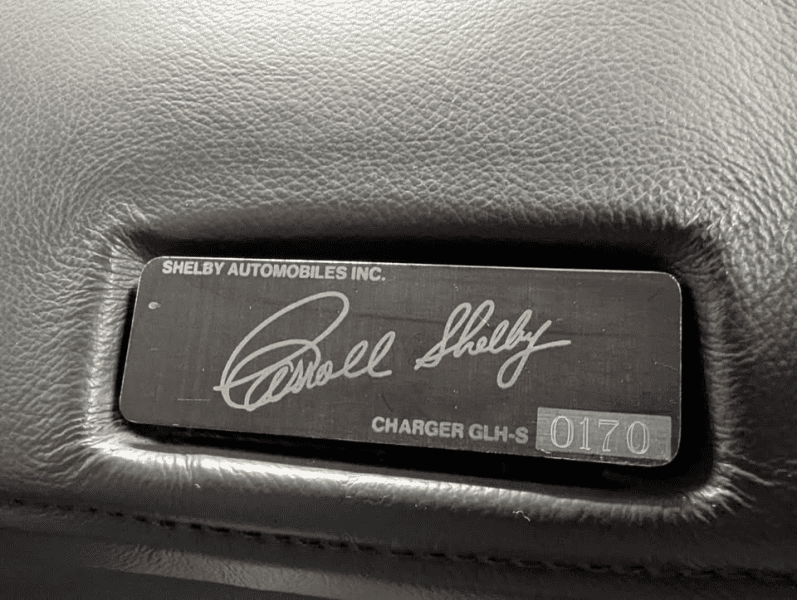 SHELBY AUTOMOBILES INC.
Carroll Shelby
CHARGER GLH-S 0170